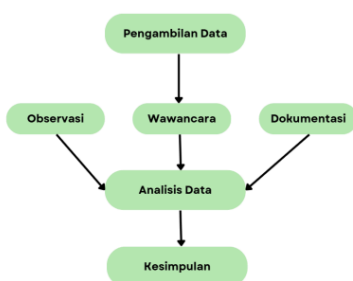 Pengambilan Data
Observasi
Wawancara
Dokumentasi
Analisis Data
Kesimpulan